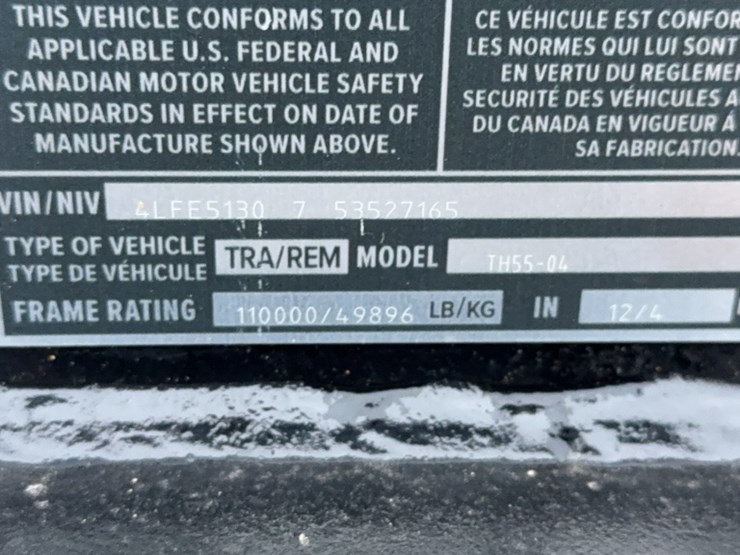 THIS VEHICLE CONFORMS TO ALL
APPLICABLE U.S. FEDERAL AND
CANADIAN MOTOR VEHICLE SAFETY
STANDARDS IN EFFECT ON DATE OF
MANUFACTURE SHOWN ABOVE.
CE VÉHICULE EST CONFOR
LES NORMES QUI LUI SONT
EN VERTU DU REGLEME
SECURITÉ DES VÉHICULES A
DU CANADA EN VIGUEUR Á
SA FABRICATION.
VIN/NIV 4LFE5130 7 53527165
TYPE OF VEHICLE
TYPE DE VÉHICULE
TRA/REM MODEL TH55-04
FRAME RATING 110000/49896 LB/KG IN 12/4